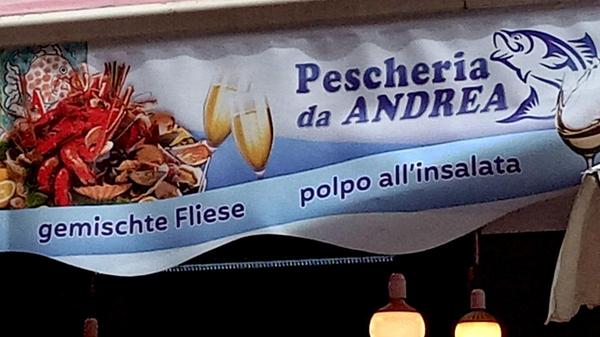 Pescheria
da ANDREA
gemischte Fliese
polpo all'insalata